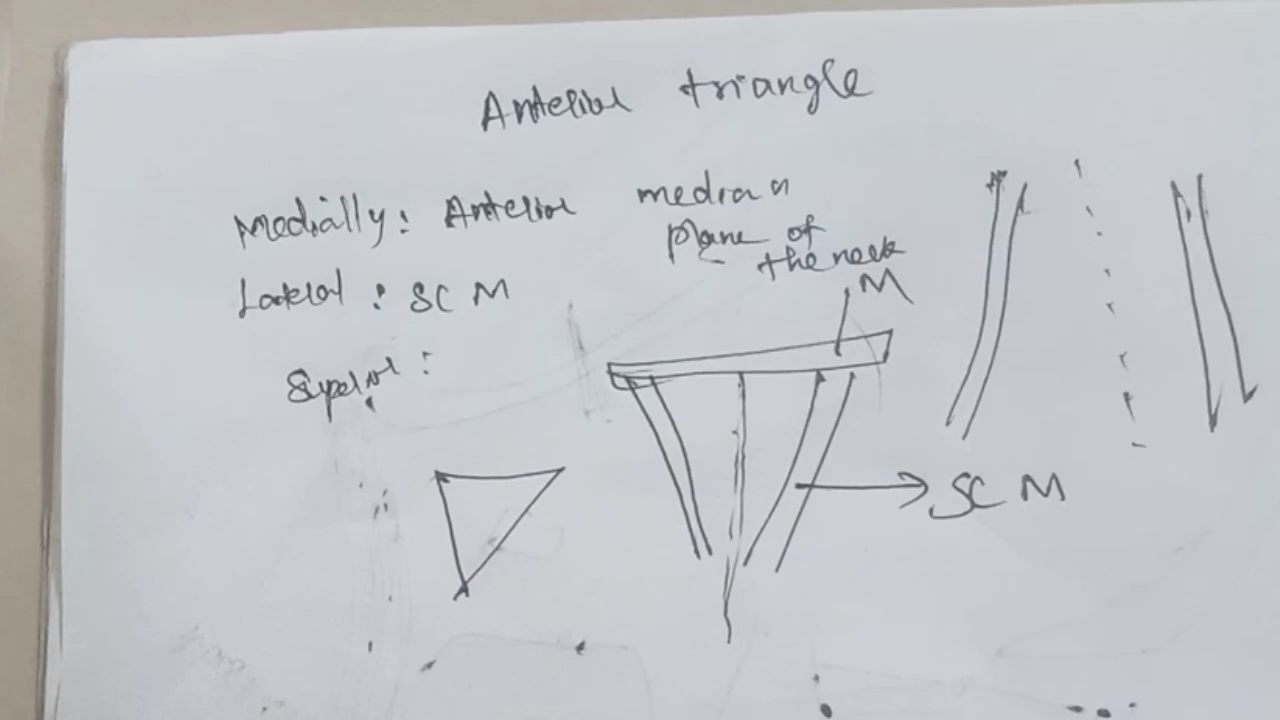 Anterior triangle
Medially: Anterior median
plane of
the neck
Lateral : SCM
M
Superior :
SCM